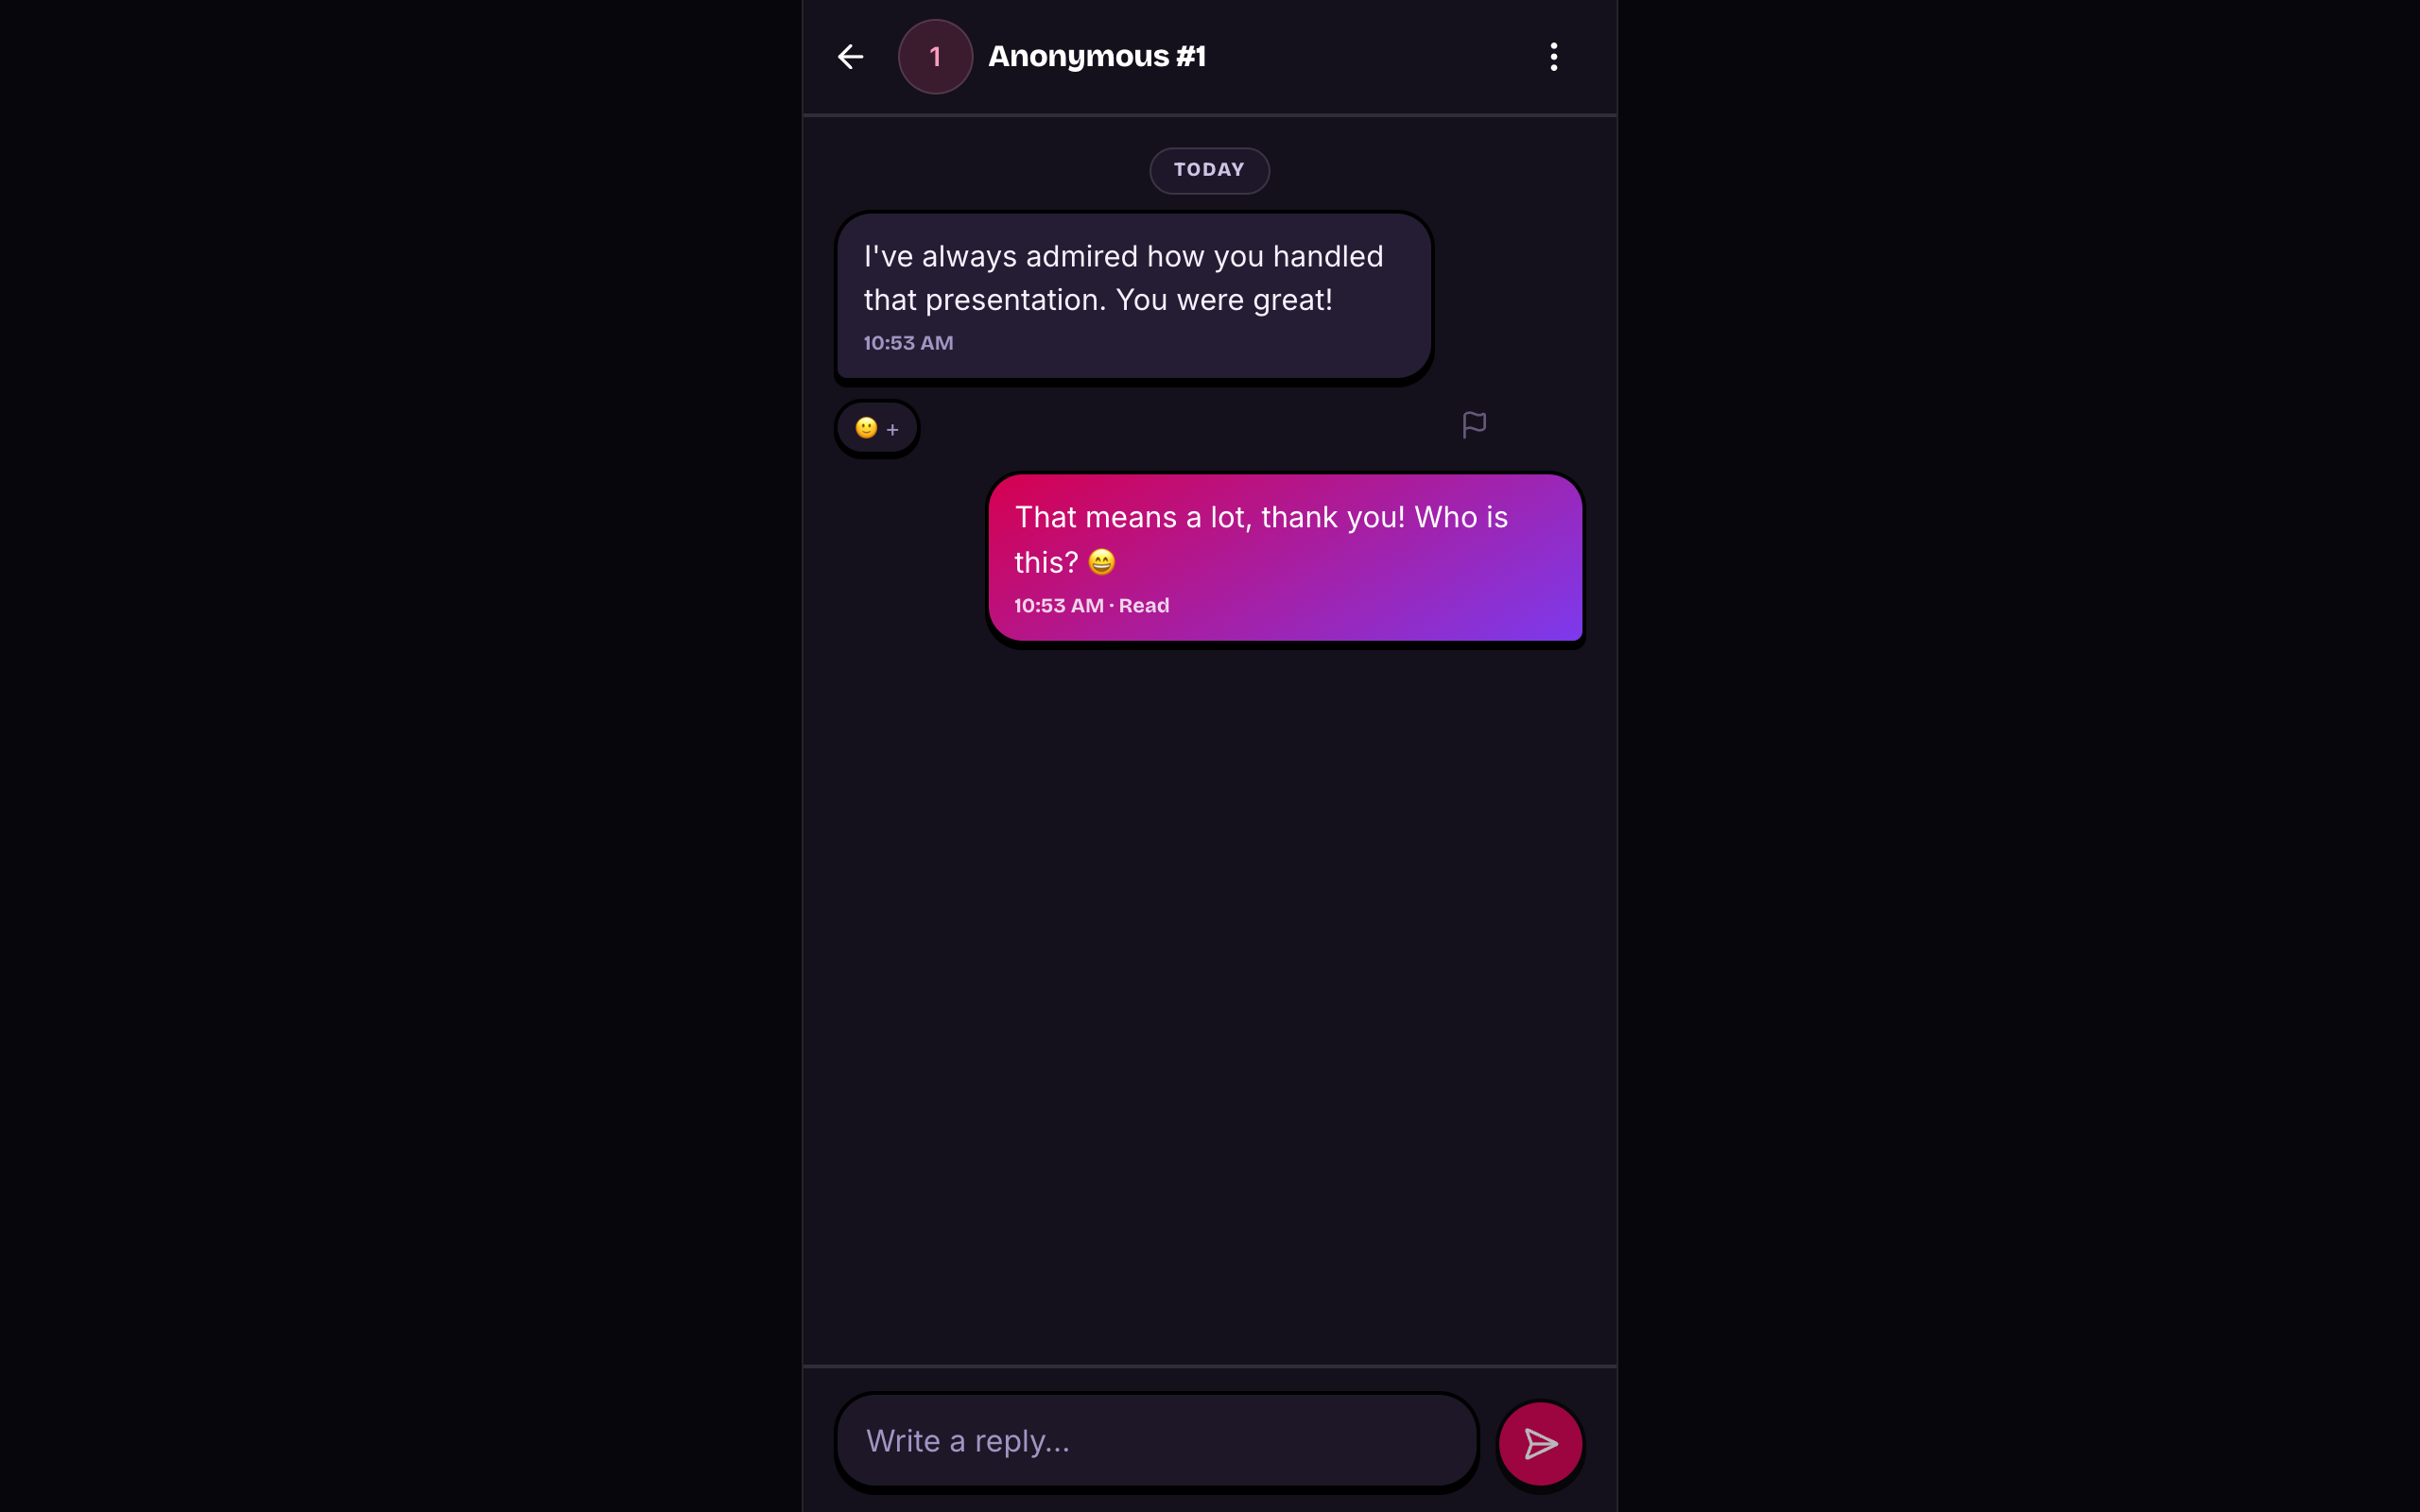 1
Anonymous #1
TODAY
I've always admired how you handled
that presentation. You were great!
10:53 AM
🙂 +
That means a lot, thank you! Who is
this? 😄
10:53 AM · Read
Write a reply...